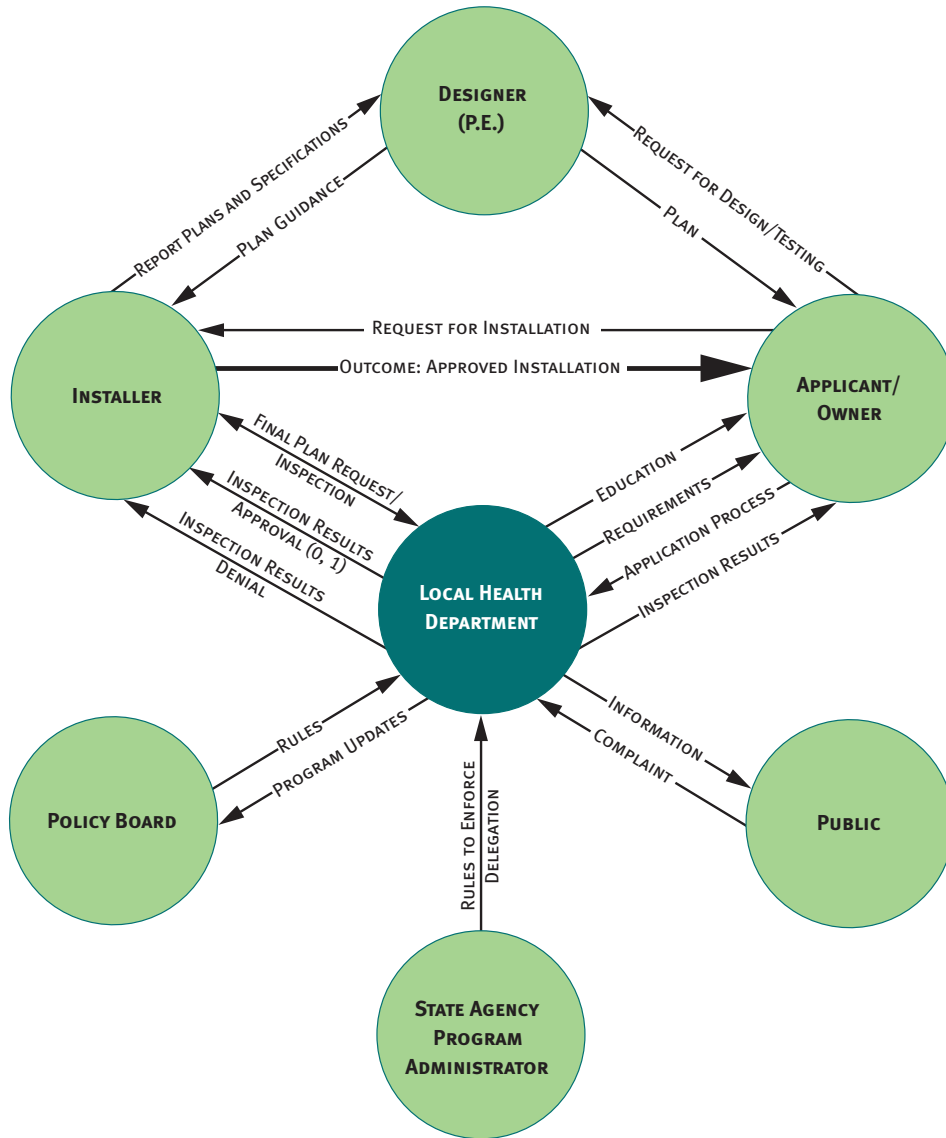 Designer
(P.E.)
Report Plans and Specifications
Plan Guidance
Request for Design/Testing
Plan
Request for Installation
Outcome: Approved Installation
Installer
Applicant/
Owner
Final Plan Request/
Inspection
Inspection Results
Approval (0, 1)
Inspection Results
Denial
Education
Requirements
Application Process
Inspection Results
Local Health
Department
Rules
Program Updates
Information
Complaint
Policy Board
Rules to Enforce
Delegation
Public
State Agency
Program
Administrator